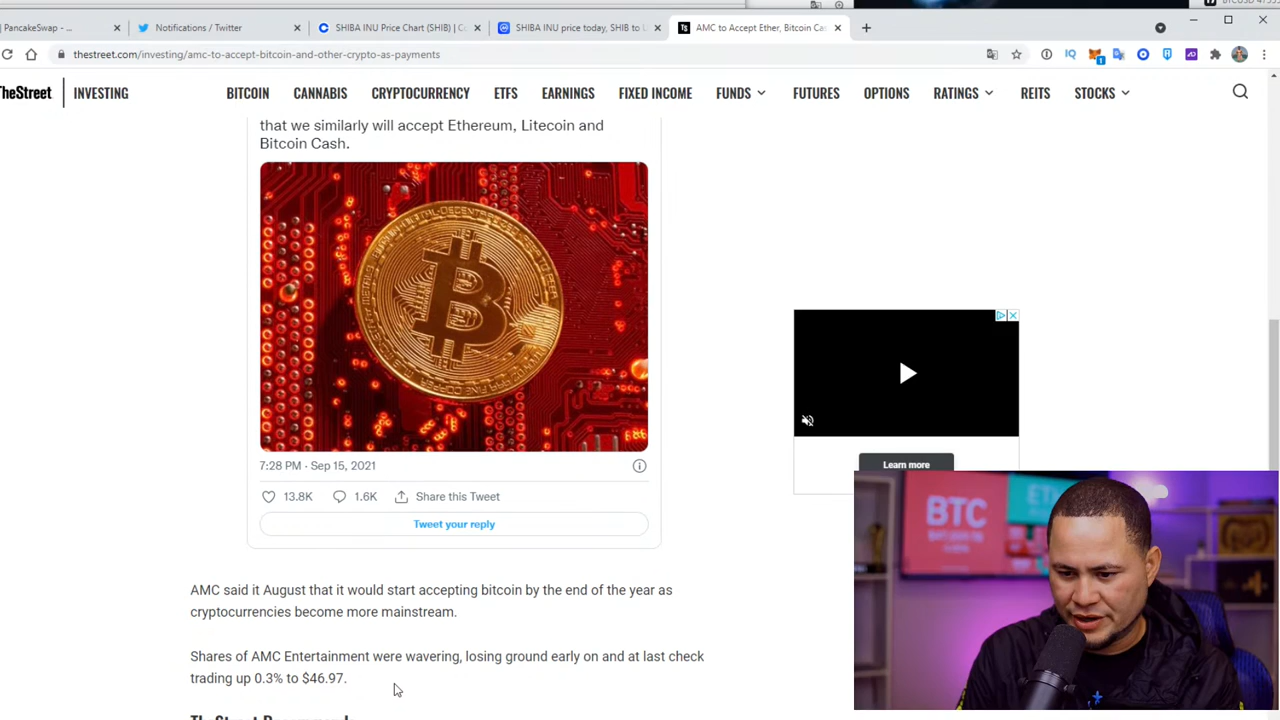 PancakeSwap - ...
Notifications / Twitter
SHIBA INU Price Chart (SHIB) | C
SHIBA INU price today, SHIB to
AMC to Accept Ether, Bitcoin Ca
thestreet.com/investing/amc-to-accept-bitcoin-and-other-crypto-as-payments
TheStreet
INVESTING
BITCOIN
CANNABIS
CRYPTOCURRENCY
ETFS
EARNINGS
FIXED INCOME
FUNDS
FUTURES
OPTIONS
RATINGS
REITS
STOCKS
that we similarly will accept Ethereum, Litecoin and
Bitcoin Cash.
7:28 PM · Sep 15, 2021
13.8K
1.6K
Share this Tweet
Tweet your reply
Learn more
BTC
AMC said it August that it would start accepting bitcoin by the end of the year as
cryptocurrencies become more mainstream.
Shares of AMC Entertainment were wavering, losing ground early on and at last check
trading up 0.3% to $46.97.